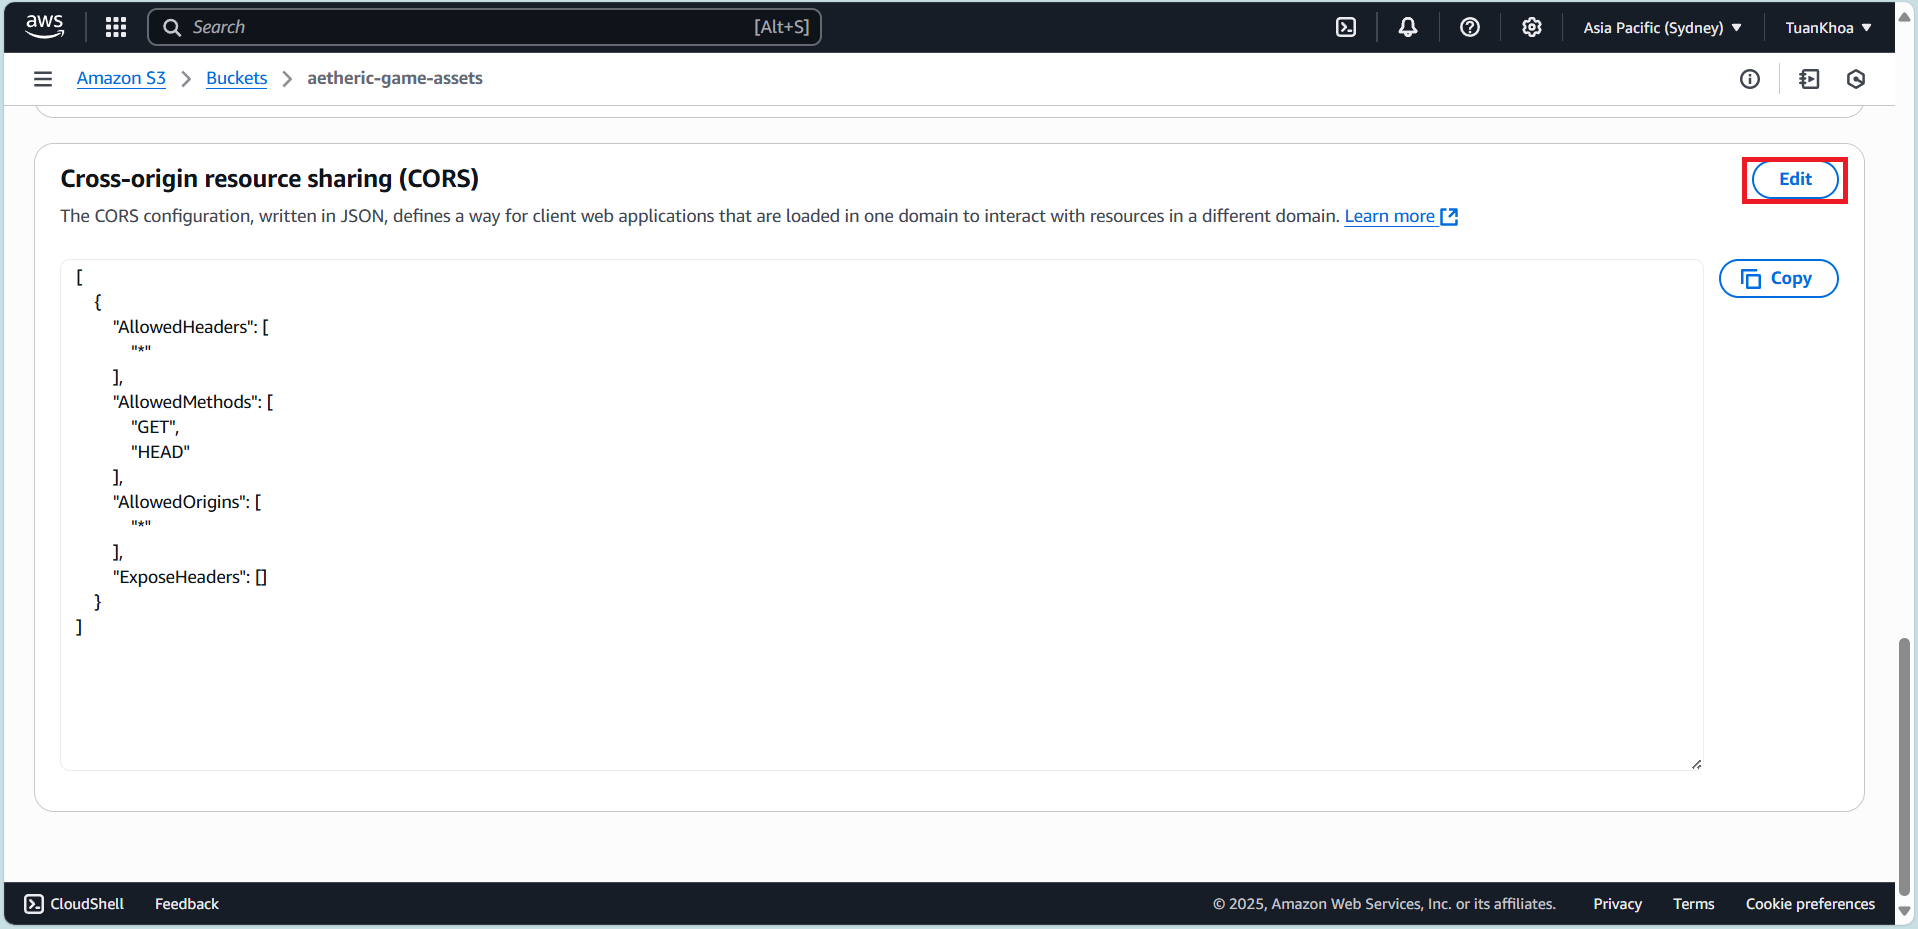 aws Search [Alt+S] Asia Pacific (Sydney) TuanKhoa
Amazon S3 Buckets aetheric-game-assets
Cross-origin resource sharing (CORS)
Edit
The CORS configuration, written in JSON, defines a way for client web applications that are loaded in one domain to interact with resources in a different domain. Learn more
Copy
[
{
"AllowedHeaders": [
"*"
],
"AllowedMethods": [
"GET",
"HEAD"
],
"AllowedOrigins": [
"*"
],
"ExposeHeaders": []
}
]
CloudShell Feedback © 2025, Amazon Web Services, Inc. or its affiliates. Privacy Terms Cookie preferences